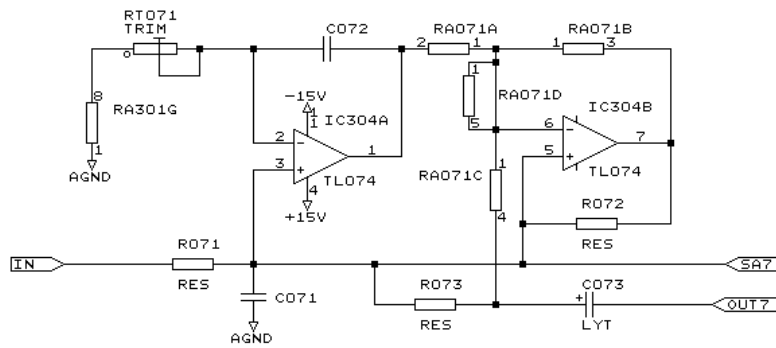 RT071
TRIM
C072
RA071A
2 1
RA071B
1 3
8
RA301G
1
AGND
-15V
11
IC304A
2
3
1
TL074
4
+15V
1
RA071D
5
IC304B
6
5
7
TL074
RA071C
1
4
R072
RES
IN
R071
RES
SA7
C071
AGND
R073
RES
C073
+
LYT
OUT7